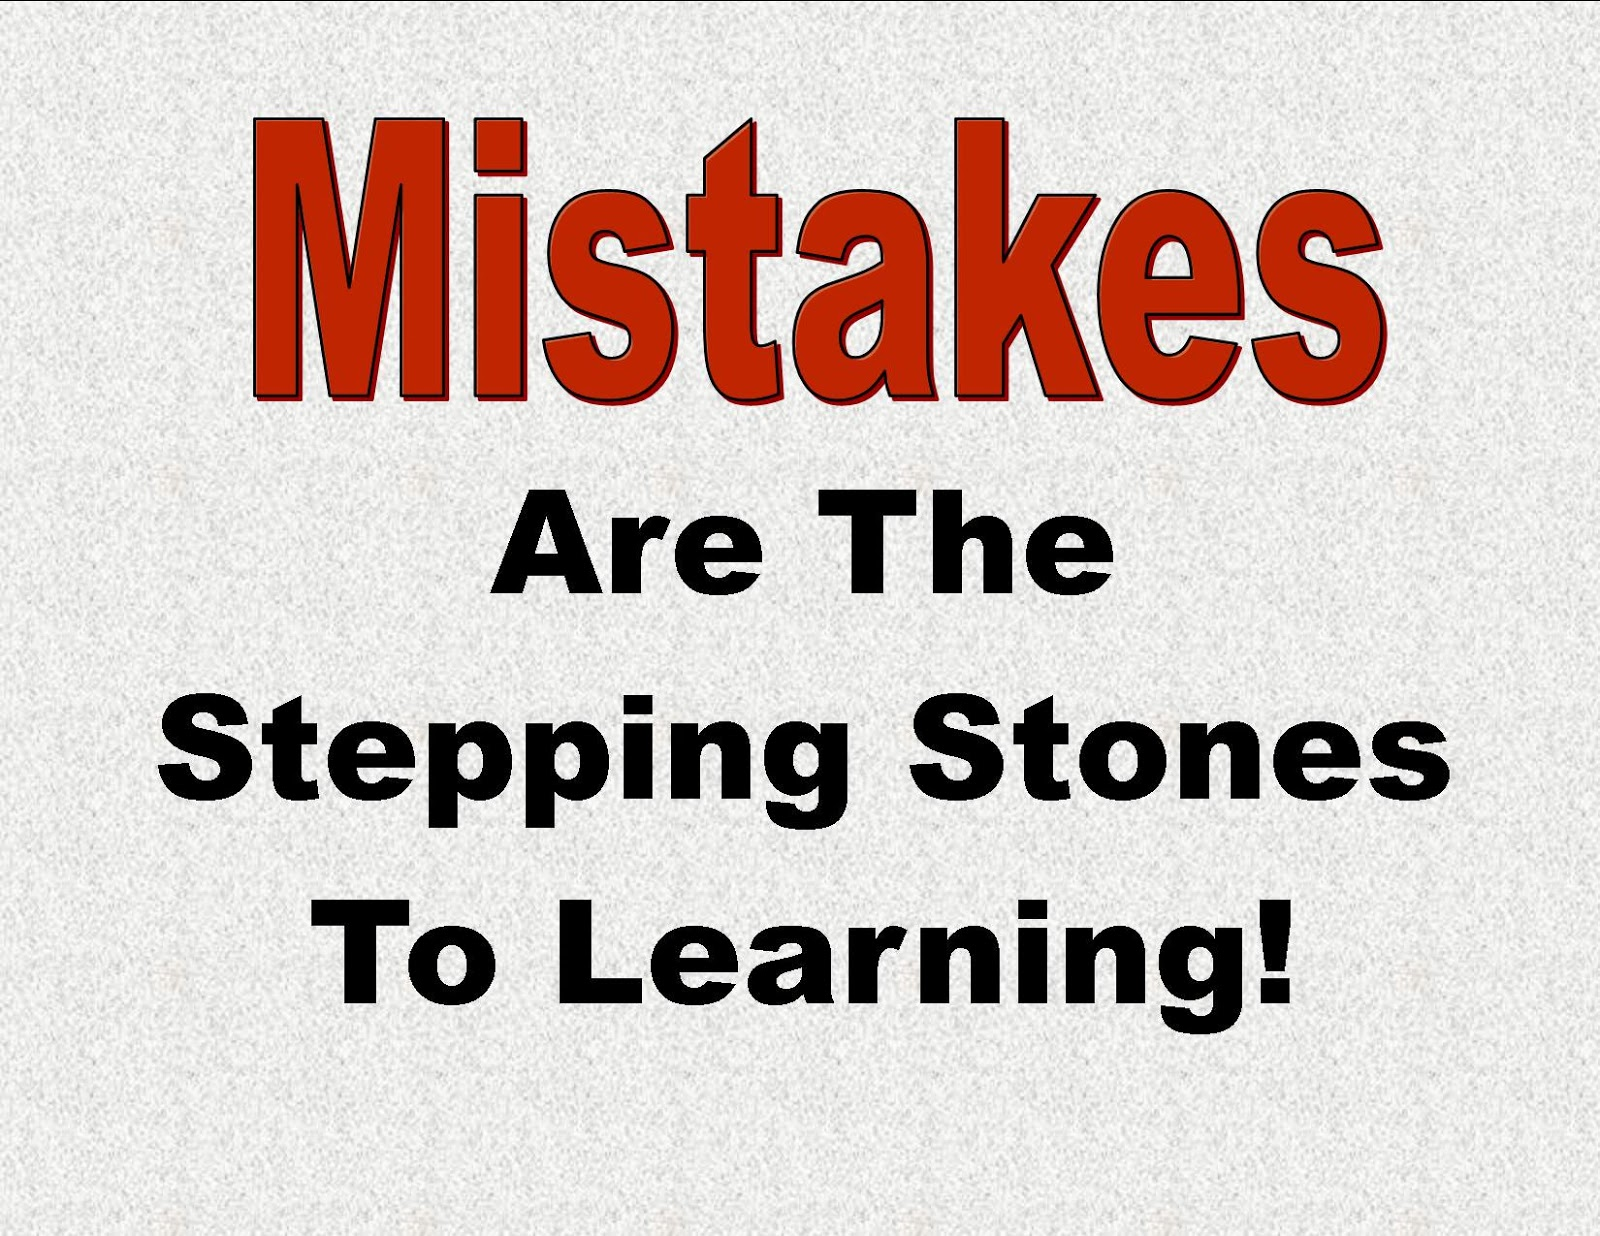 Mistakes
Are The
Stepping Stones
To Learning!